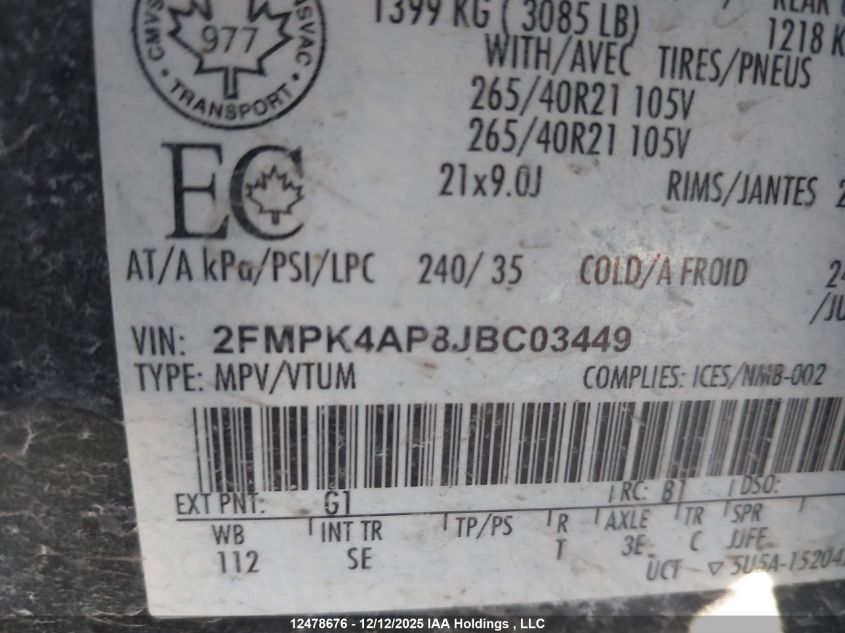 1399 KG ( 3085 LB)
1218 K
WITH/AVEC TIRES/PNEUS
265/40R21 105V
265/40R21 105V
21x9.0J RIMS/JANTES
977
TRANSPORT
EC
AT/A kPa/PSI/LPC 240/ 35 COLD/A FROID
VIN: 2FMPK4AP8JBC03449
TYPE: MPV/VTUM COMPLIES: ICES/NMB-002
EXT PNT: G1 RC: B1 DSO:
WB INT TR TP/PS R AXLE TR SPR
112 SE T 3E C JJFE
UCT ▽ 5U5A-15204
12478676 - 12/12/2025 IAA Holdings , LLC